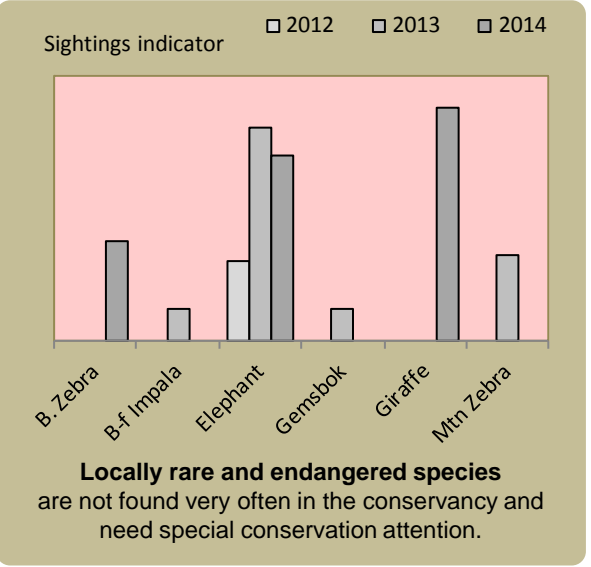 Sightings indicator
2012 2013 2014
B. Zebra
B-f Impala
Elephant
Gemsbok
Giraffe
Mtn Zebra
Locally rare and endangered species
are not found very often in the conservancy and
need special conservation attention.